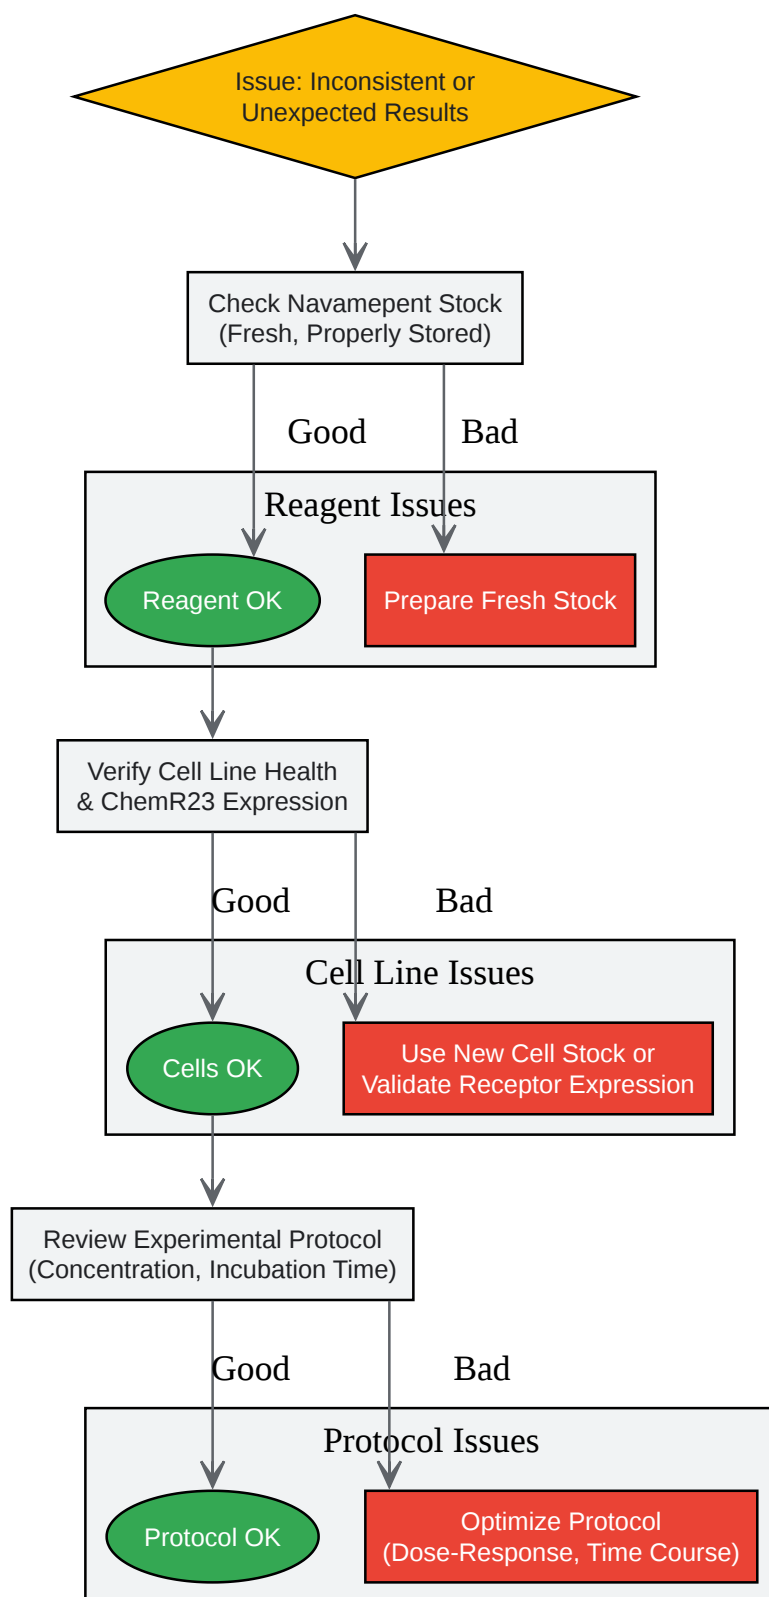 Issue: Inconsistent or
Unexpected Results
Check Navamepent Stock
(Fresh, Properly Stored)
Good
Bad
Reagent Issues
Reagent OK
Prepare Fresh Stock
Verify Cell Line Health
& ChemR23 Expression
Good
Bad
Cell Line Issues
Cells OK
Use New Cell Stock or
Validate Receptor Expression
Review Experimental Protocol
(Concentration, Incubation Time)
Good
Bad
Protocol Issues
Protocol OK
Optimize Protocol
(Dose-Response, Time Course)